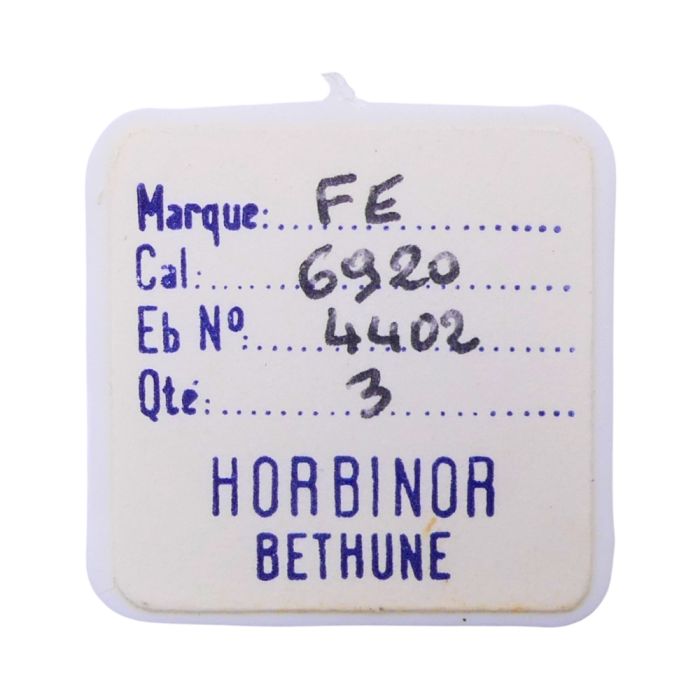 Marque: FE
Cal: 6920
Eb Nº: 4402
Qté: 3
HORBINOR
BETHUNE